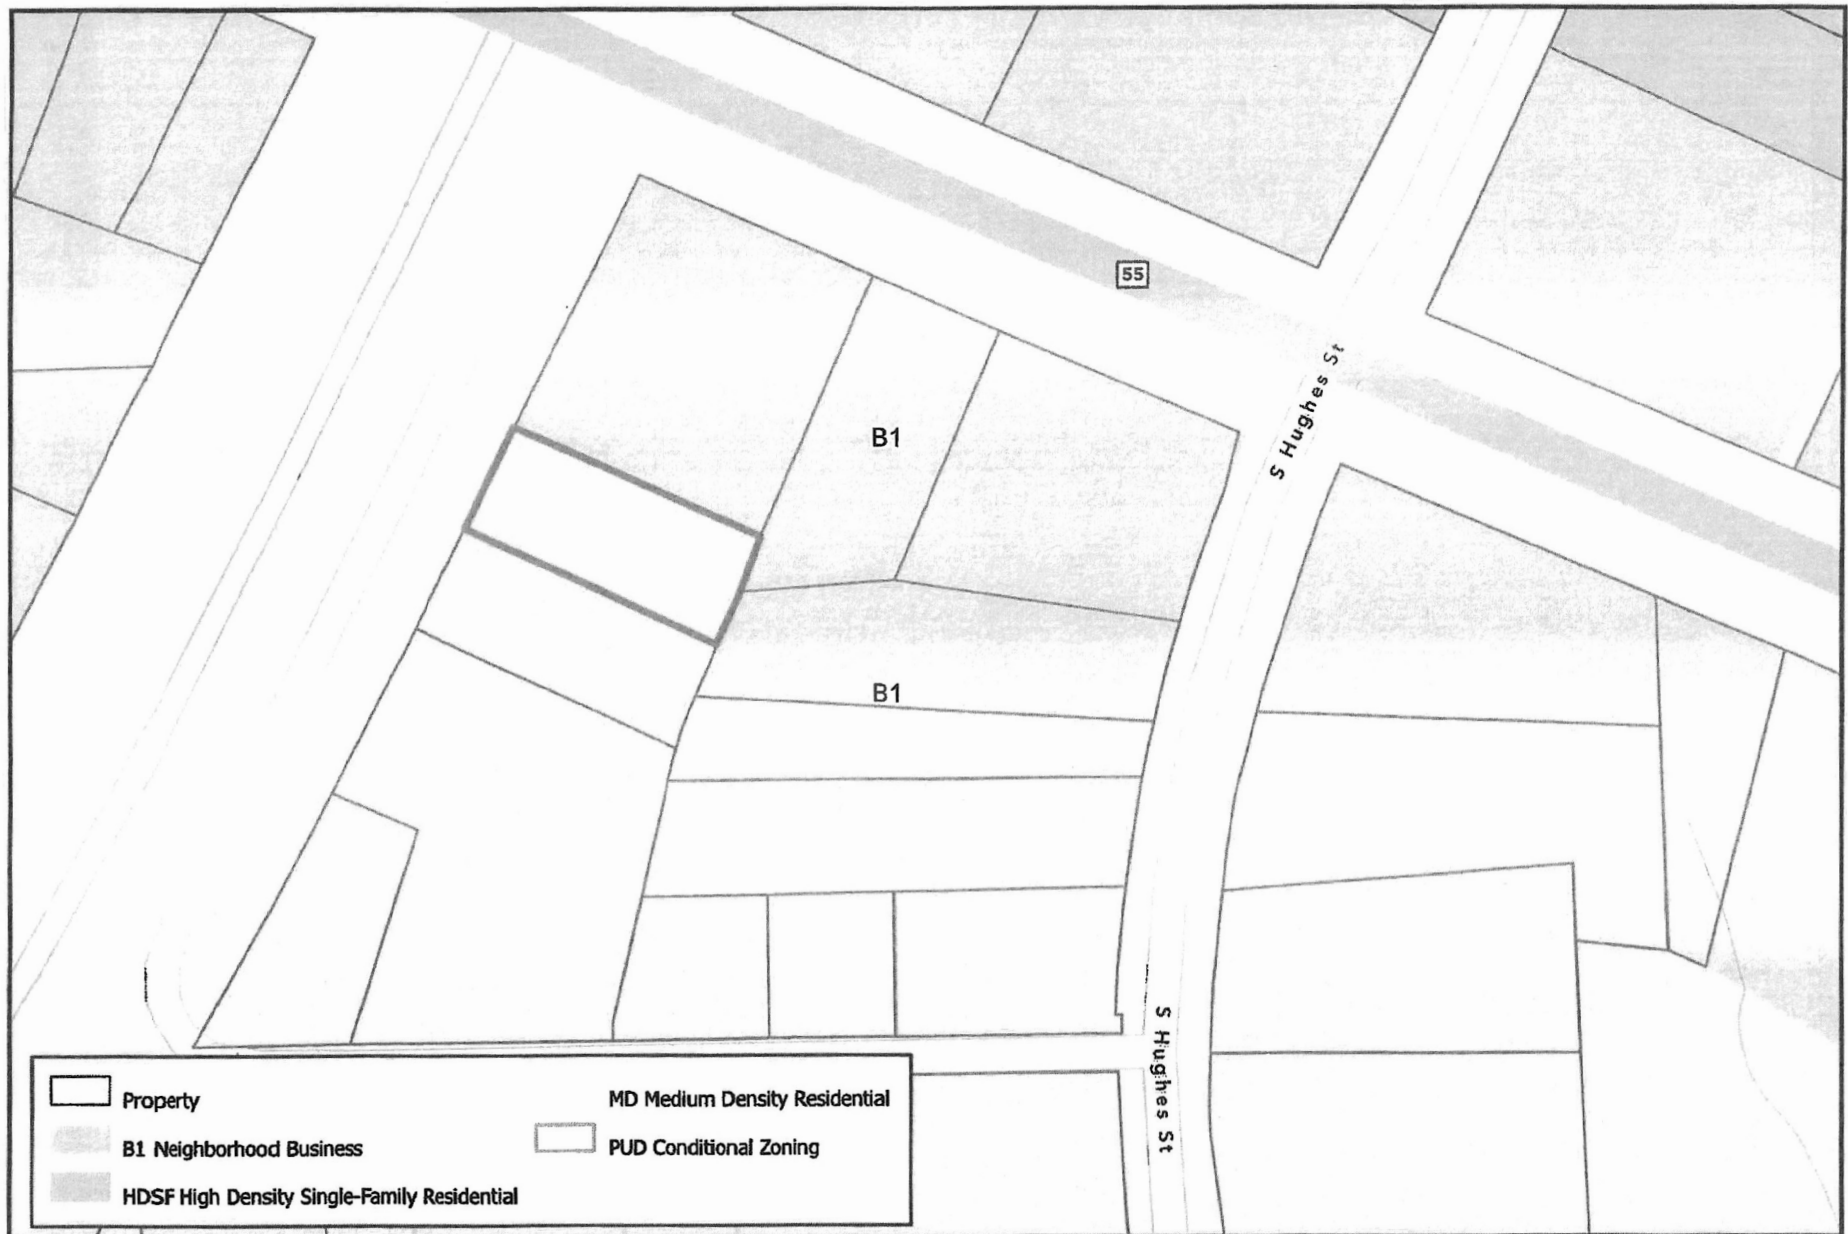 55
S Hughes St
B1
B1
S Hughes St
Property
B1 Neighborhood Business
HDSF High Density Single-Family Residential
MD Medium Density Residential
PUD Conditional Zoning